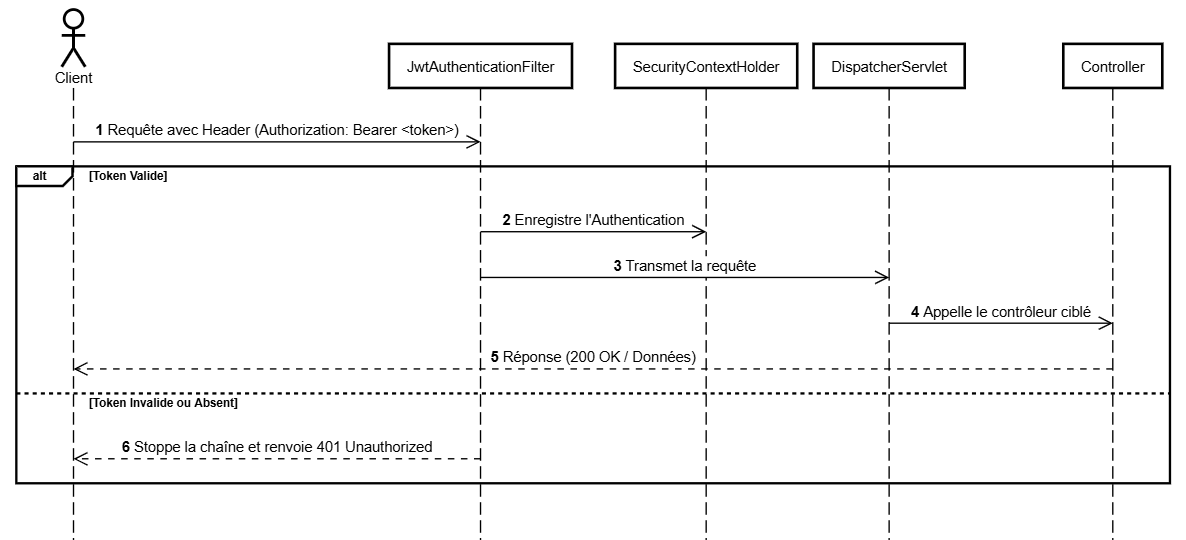 Client
JwtAuthenticationFilter
SecurityContextHolder
DispatcherServlet
Controller
1 Requête avec Header (Authorization: Bearer <token>)
alt
[Token Valide]
2 Enregistre l'Authentication
3 Transmet la requête
4 Appelle le contrôleur ciblé
5 Réponse (200 OK / Données)
[Token Invalide ou Absent]
6 Stoppe la chaîne et renvoie 401 Unauthorized